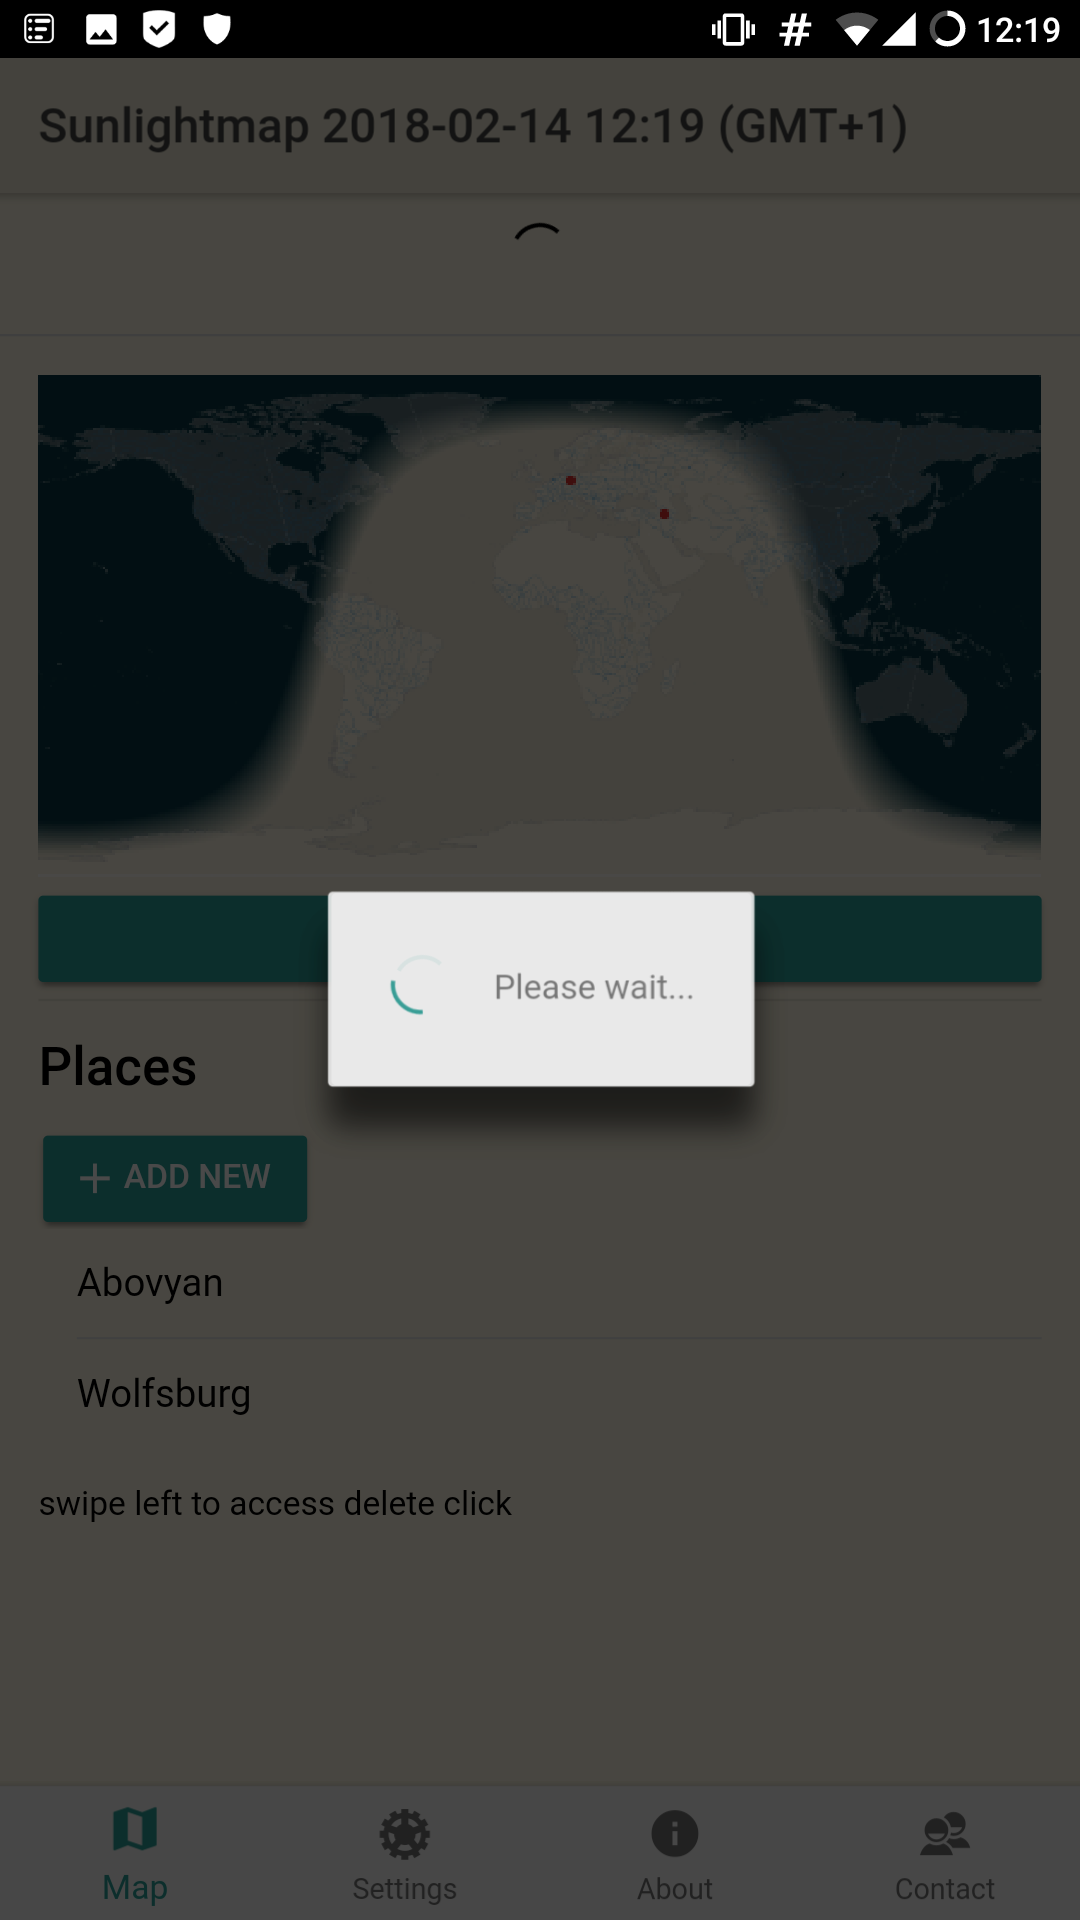 12:19
Sunlightmap 2018-02-14 12:19 (GMT+1)
Please wait...
Places
ADD NEW
Abovyan
Wolfsburg
swipe left to access delete click
Map
Settings
About
Contact